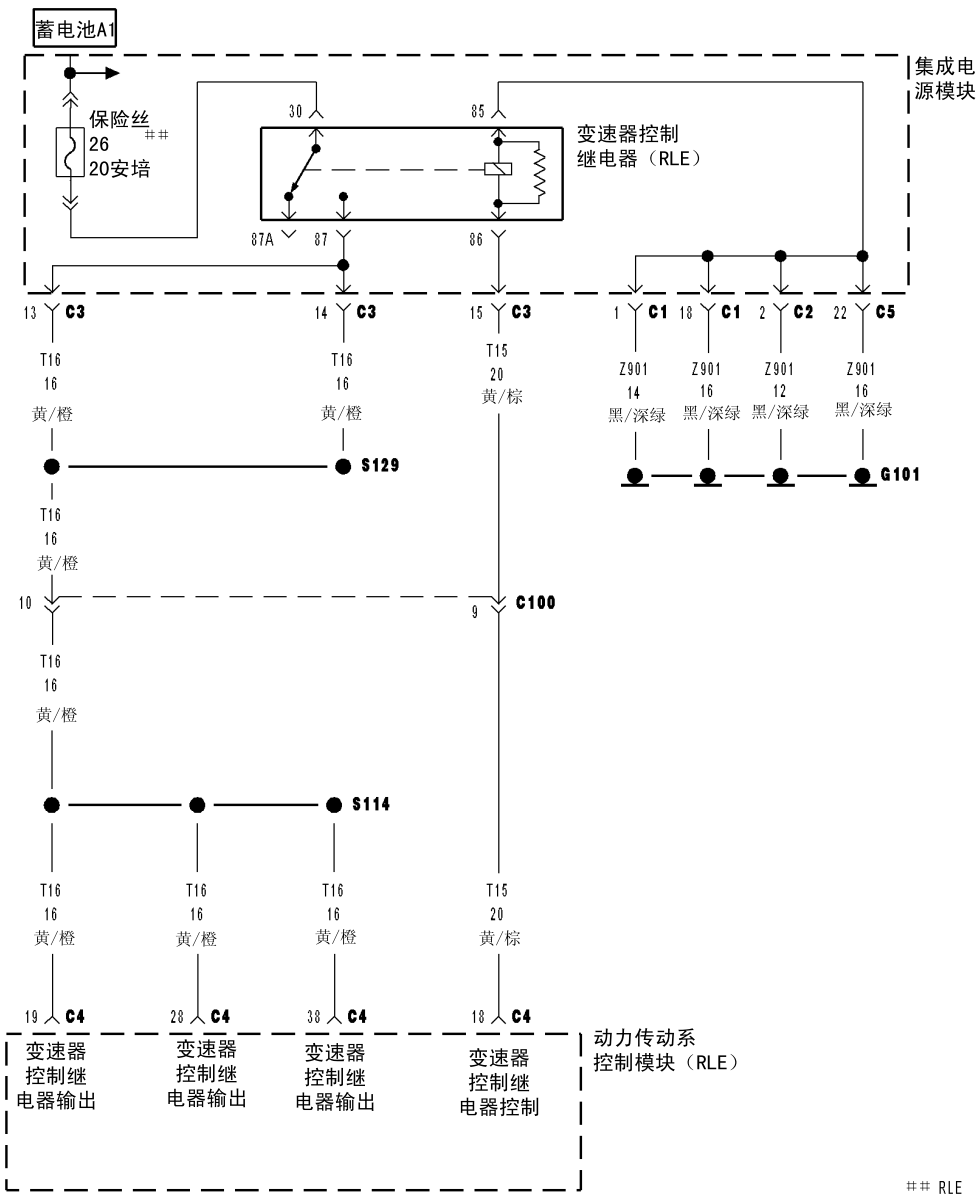 蓄电池A1
集成电
源模块
保险丝 ##
26
20安培
30
85
变速器控制
继电器（RLE）
87A
87
86
13 C3
14 C3
15 C3
1 C1
18 C1
2 C2
22 C5
T16
16
黄/橙
T16
16
黄/橙
T15
20
黄/棕
Z901
14
黑/深绿
Z901
16
黑/深绿
Z901
12
黑/深绿
Z901
16
黑/深绿
S129
G101
T16
16
黄/橙
10
9
C100
T16
16
黄/橙
S114
T16
16
黄/橙
T16
16
黄/橙
T16
16
黄/橙
T15
20
黄/棕
19 C4
28 C4
38 C4
18 C4
动力传动系
控制模块（RLE）
变速器
控制继
电器输出
变速器
控制继
电器输出
变速器
控制继
电器输出
变速器
控制继
电器控制
## RLE